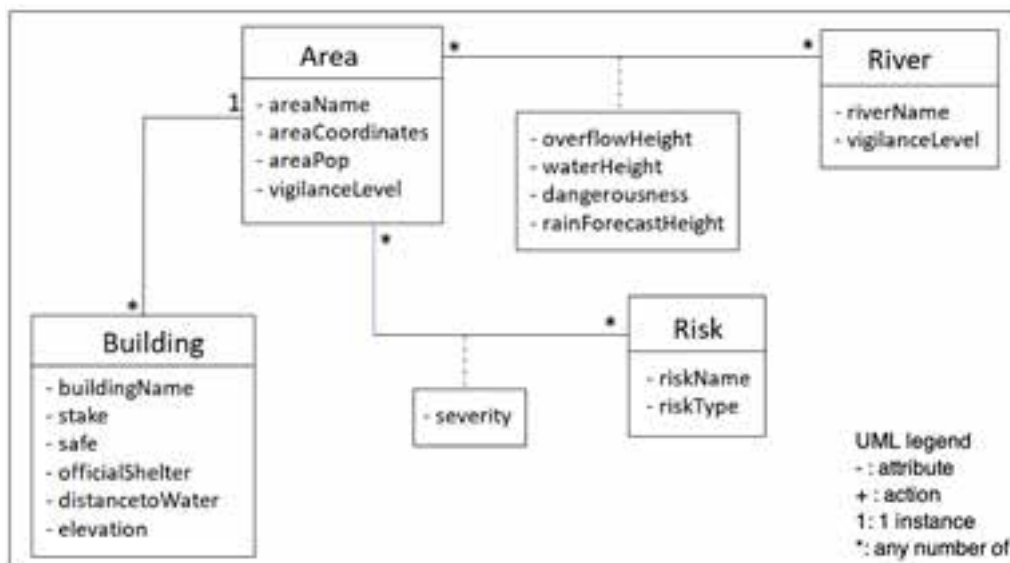 Area
- areaName
- areaCoordinates
- areaPop
- vigilanceLevel
*
*
River
- riverName
- vigilanceLevel
- overflowHeight
- waterHeight
- dangerousness
- rainForecastHeight
1
*
Building
- buildingName
- stake
- safe
- officialShelter
- distancetoWater
- elevation
*
*
Risk
- riskName
- riskType
- severity
UML legend
- : attribute
+ : action
1: 1 instance
*: any number of